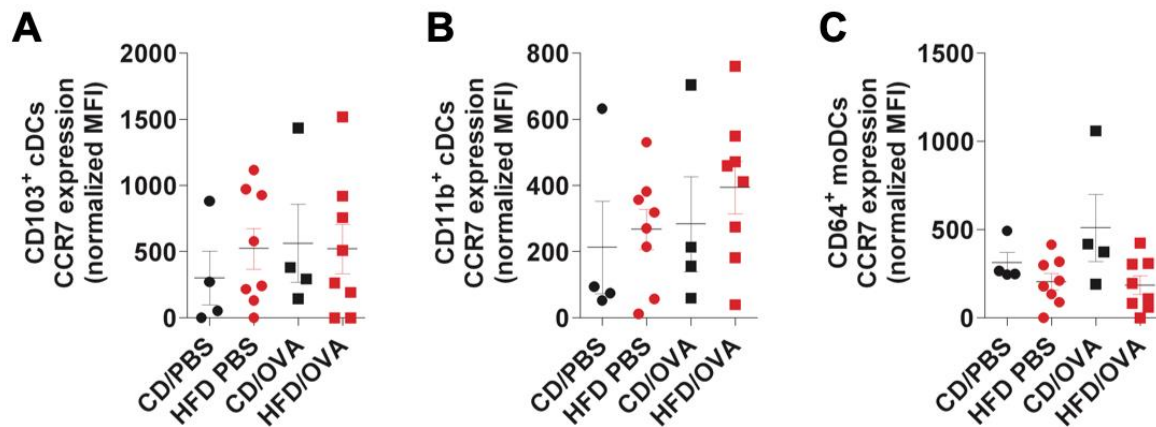 A
CD103+ cDCs
CCR7 expression
(normalized MFI)
2000
1500
1000
500
0
CD/PBS
HFD PBS
CD/OVA
HFD/OVA
B
CD11b+ cDCs
CCR7 expression
(normalized MFI)
800
600
400
200
0
CD/PBS
HFD PBS
CD/OVA
HFD/OVA
C
CD64+ moDCs
CCR7 expression
(normalized MFI)
1500
1000
500
0
CD/PBS
HFD PBS
CD/OVA
HFD/OVA